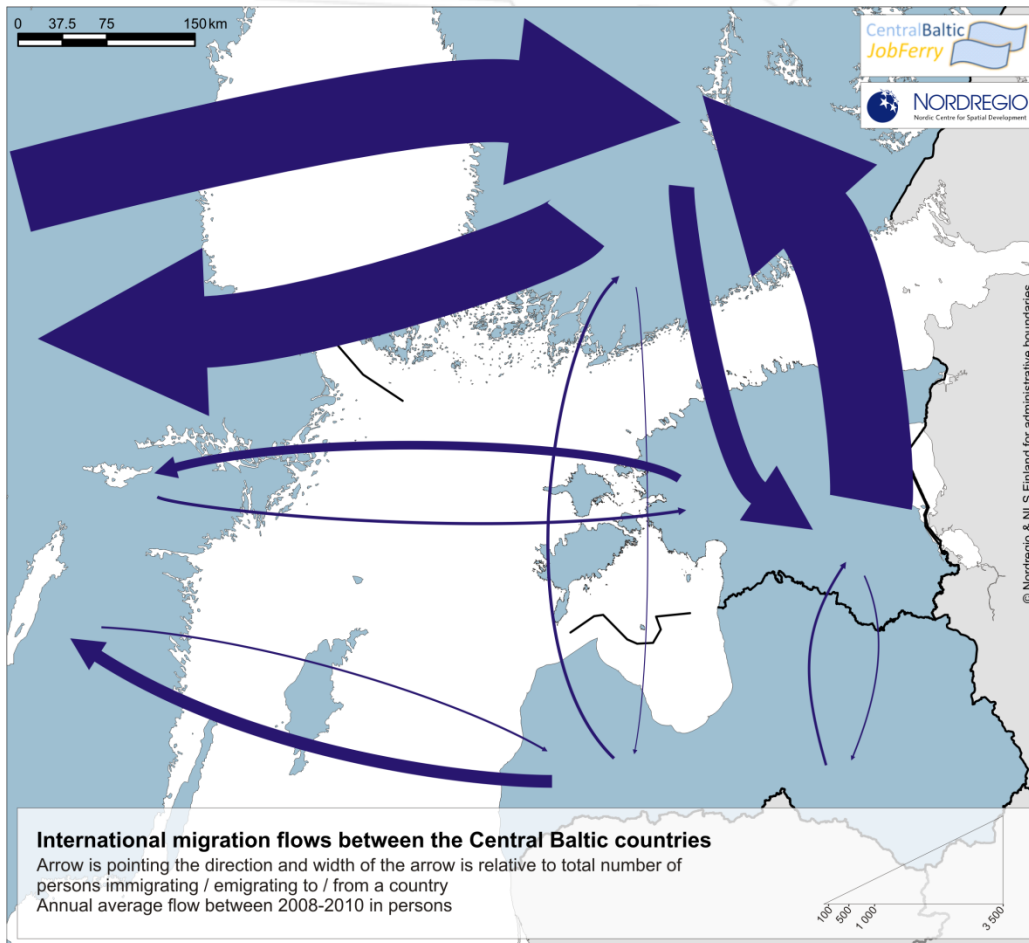 0 37.5 75 150 km
CentralBaltic
JobFerry
NORDREGIO
Nordic Centre for Spatial Development
© Nordregio & NLS Finland for administrative bondaries
International migration flows between the Central Baltic countries
Arrow is pointing the direction and width of the arrow is relative to total number of
persons immigrating / emigrating to / from a country
Annual average flow between 2008-2010 in persons
100 500 1 000 3 500